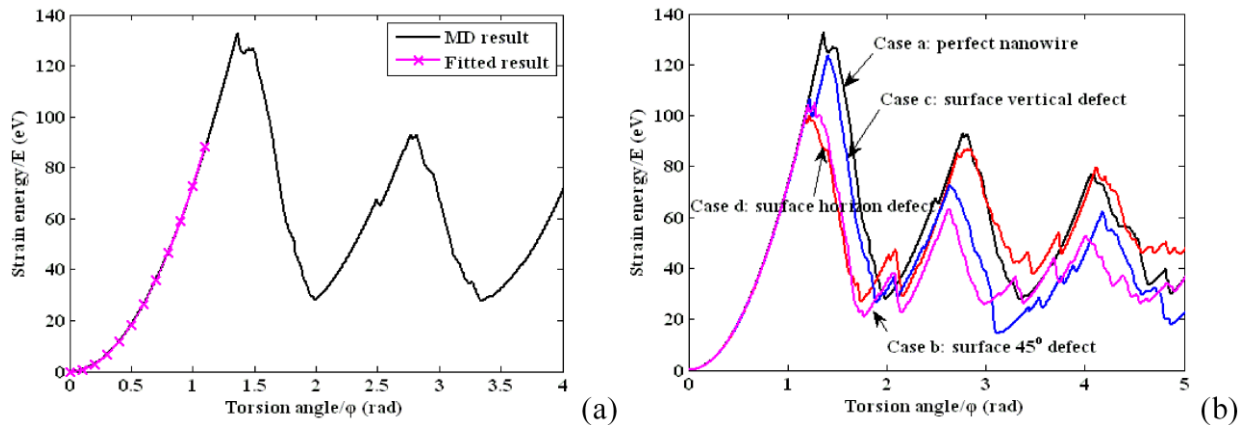 140
120
100
80
60
40
20
0
Strain energy/E (eV)
MD result
Fitted result
0 0.5 1 1.5 2 2.5 3 3.5 4
Torsion angle/φ (rad)
(a)
140
120
100
80
60
40
20
0
Strain energy/E (eV)
Case a: perfect nanowire
Case c: surface vertical defect
Case d: surface horizon defect
Case b: surface 45⁰ defect
0 1 2 3 4 5
Torsion angle/φ (rad)
(b)